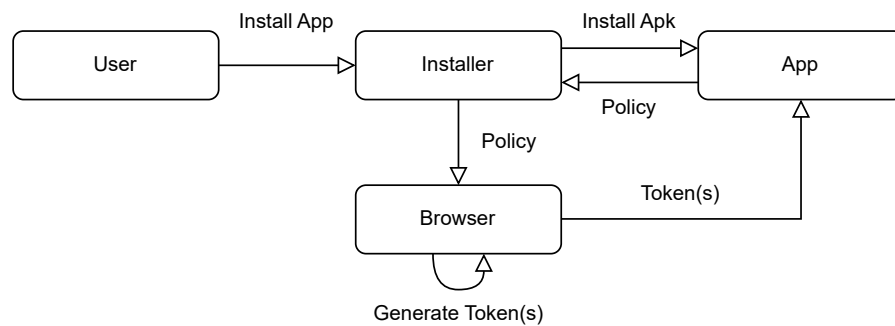 Install App
Install Apk
User
Installer
App
Policy
Policy
Browser
Token(s)
Generate Token(s)